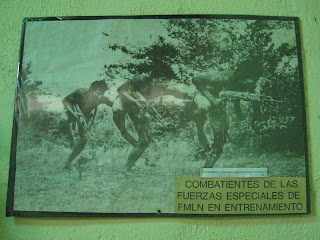 COMBATIENTES DE LAS
FUERZAS ESPECIALES DE
FMLN EN ENTRENAMIENTO